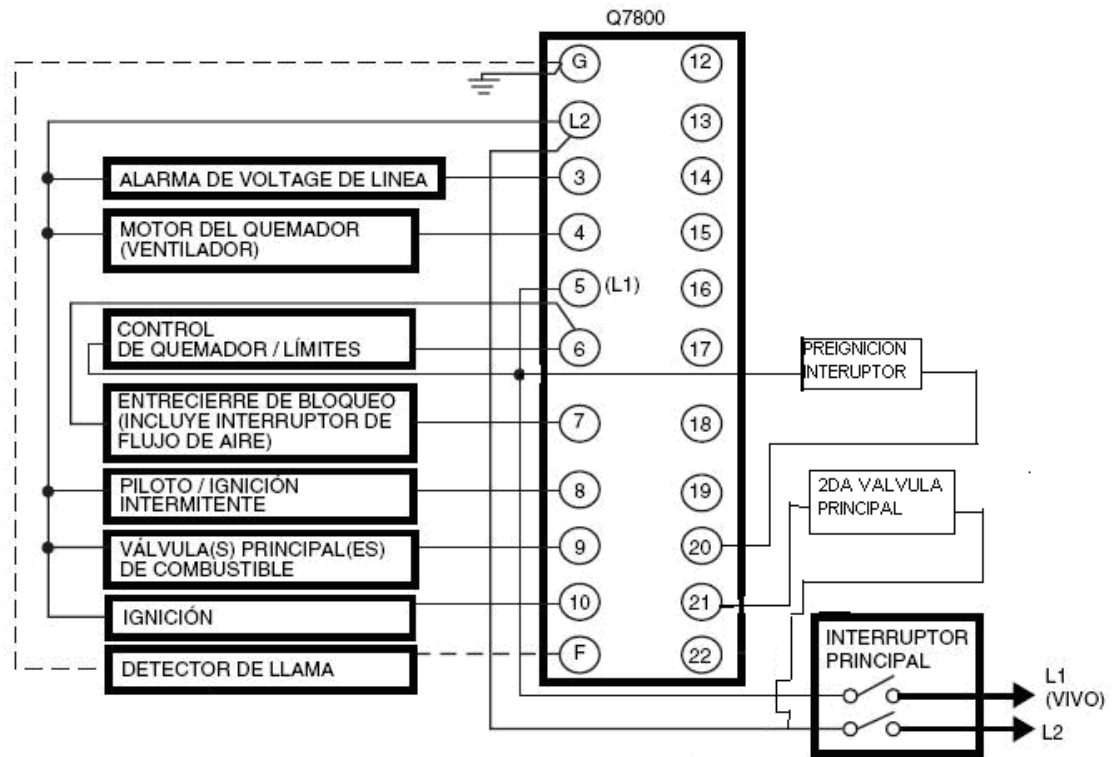 Q7800
G
12
L2
13
ALARMA DE VOLTAGE DE LINEA
3
14
MOTOR DEL QUEMADOR
(VENTILADOR)
4
15
5
(L1)
16
CONTROL
DE QUEMADOR / LÍMITES
6
17
PREIGNICION
INTERUPTOR
ENTRECIERRE DE BLOQUEO
(INCLUYE INTERRUPTOR DE
FLUJO DE AIRE)
7
18
PILOTO / IGNICIÓN
INTERMITENTE
8
19
2DA VALVULA
PRINCIPAL
VÁLVULA(S) PRINCIPAL(ES)
DE COMBUSTIBLE
9
20
IGNICIÓN
10
21
DETECTOR DE LLAMA
F
22
INTERRUPTOR
PRINCIPAL
L1
(VIVO)
L2